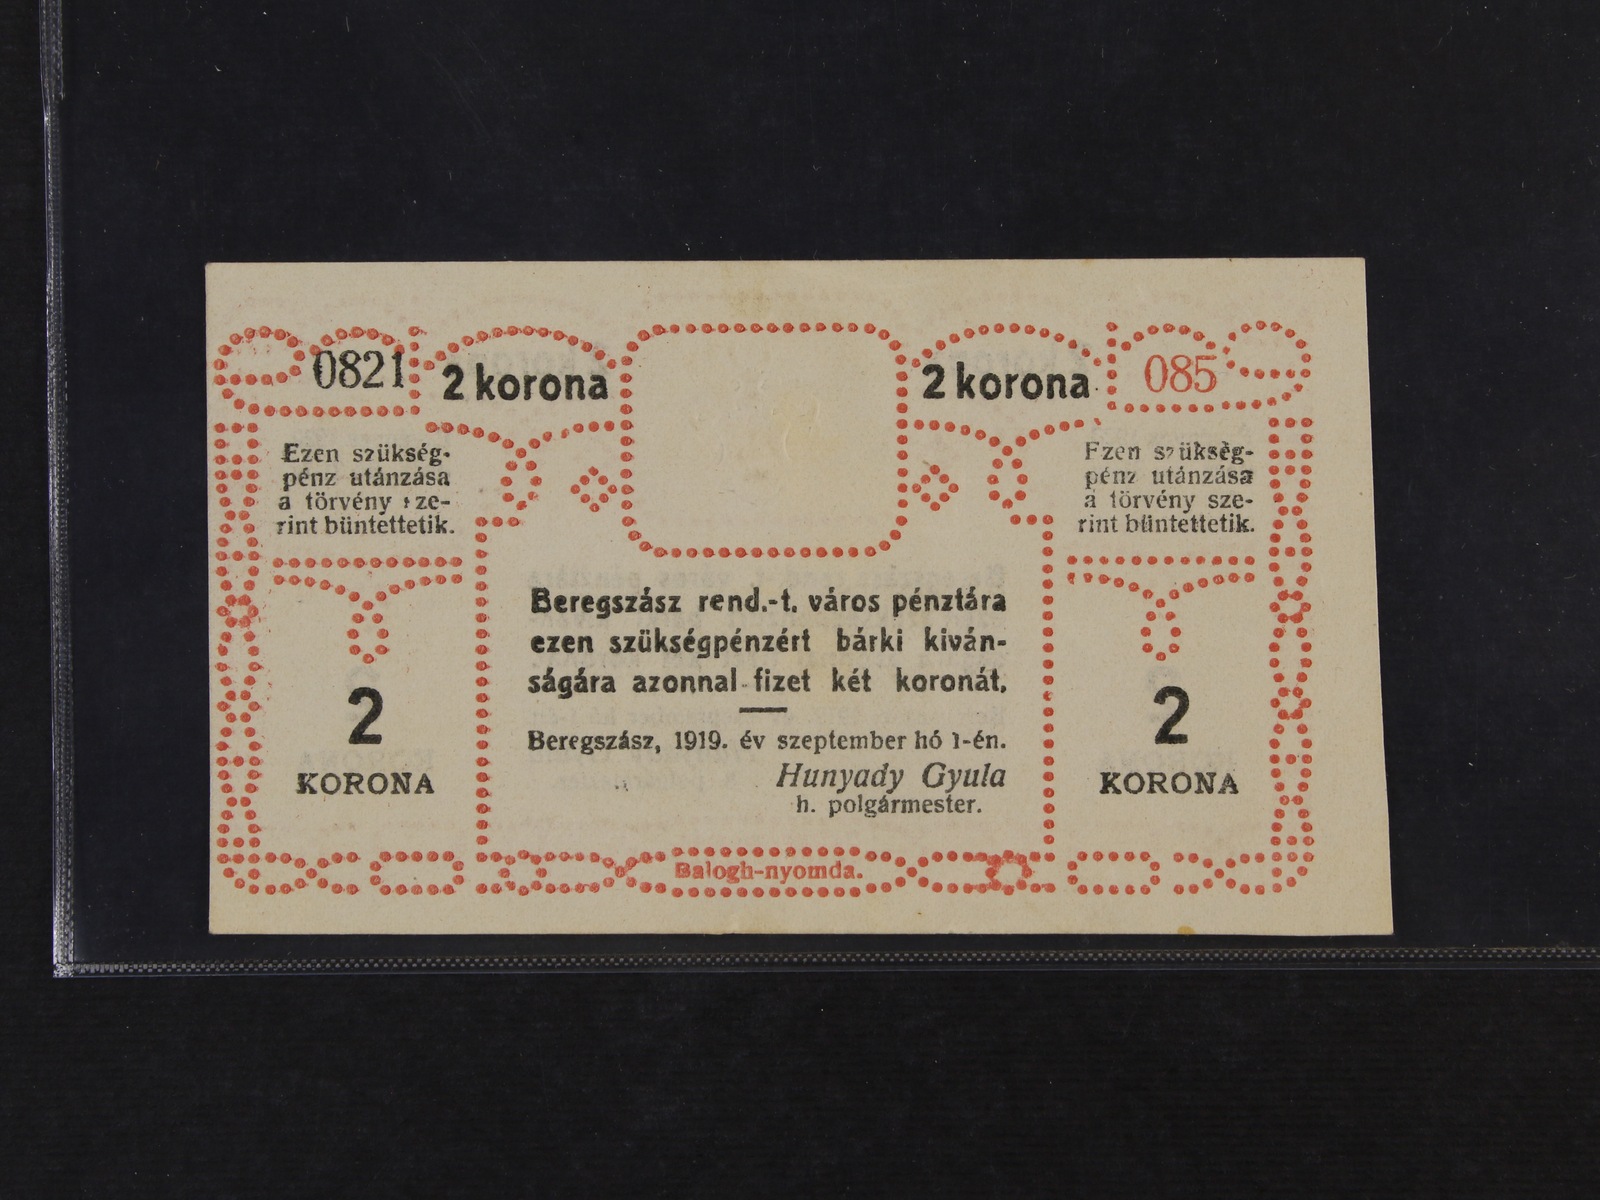 0821
2 korona
2 korona
085
Ezen szükség-
pénz utánzása
a törvény sze-
rint büntettetik.
Ezen szükség-
pénz utánzása
a törvény sze-
rint büntettetik.
Beregszász rend.-t. város pénztára
ezen szükségpénzért bárki kiván-
ságára azonnal fizet két koronát.
Beregszász, 1919. év szeptember hó 1-én.
Hunyady Gyula
h. polgármester.
2
KORONA
2
KORONA
Balogh-nyomda.